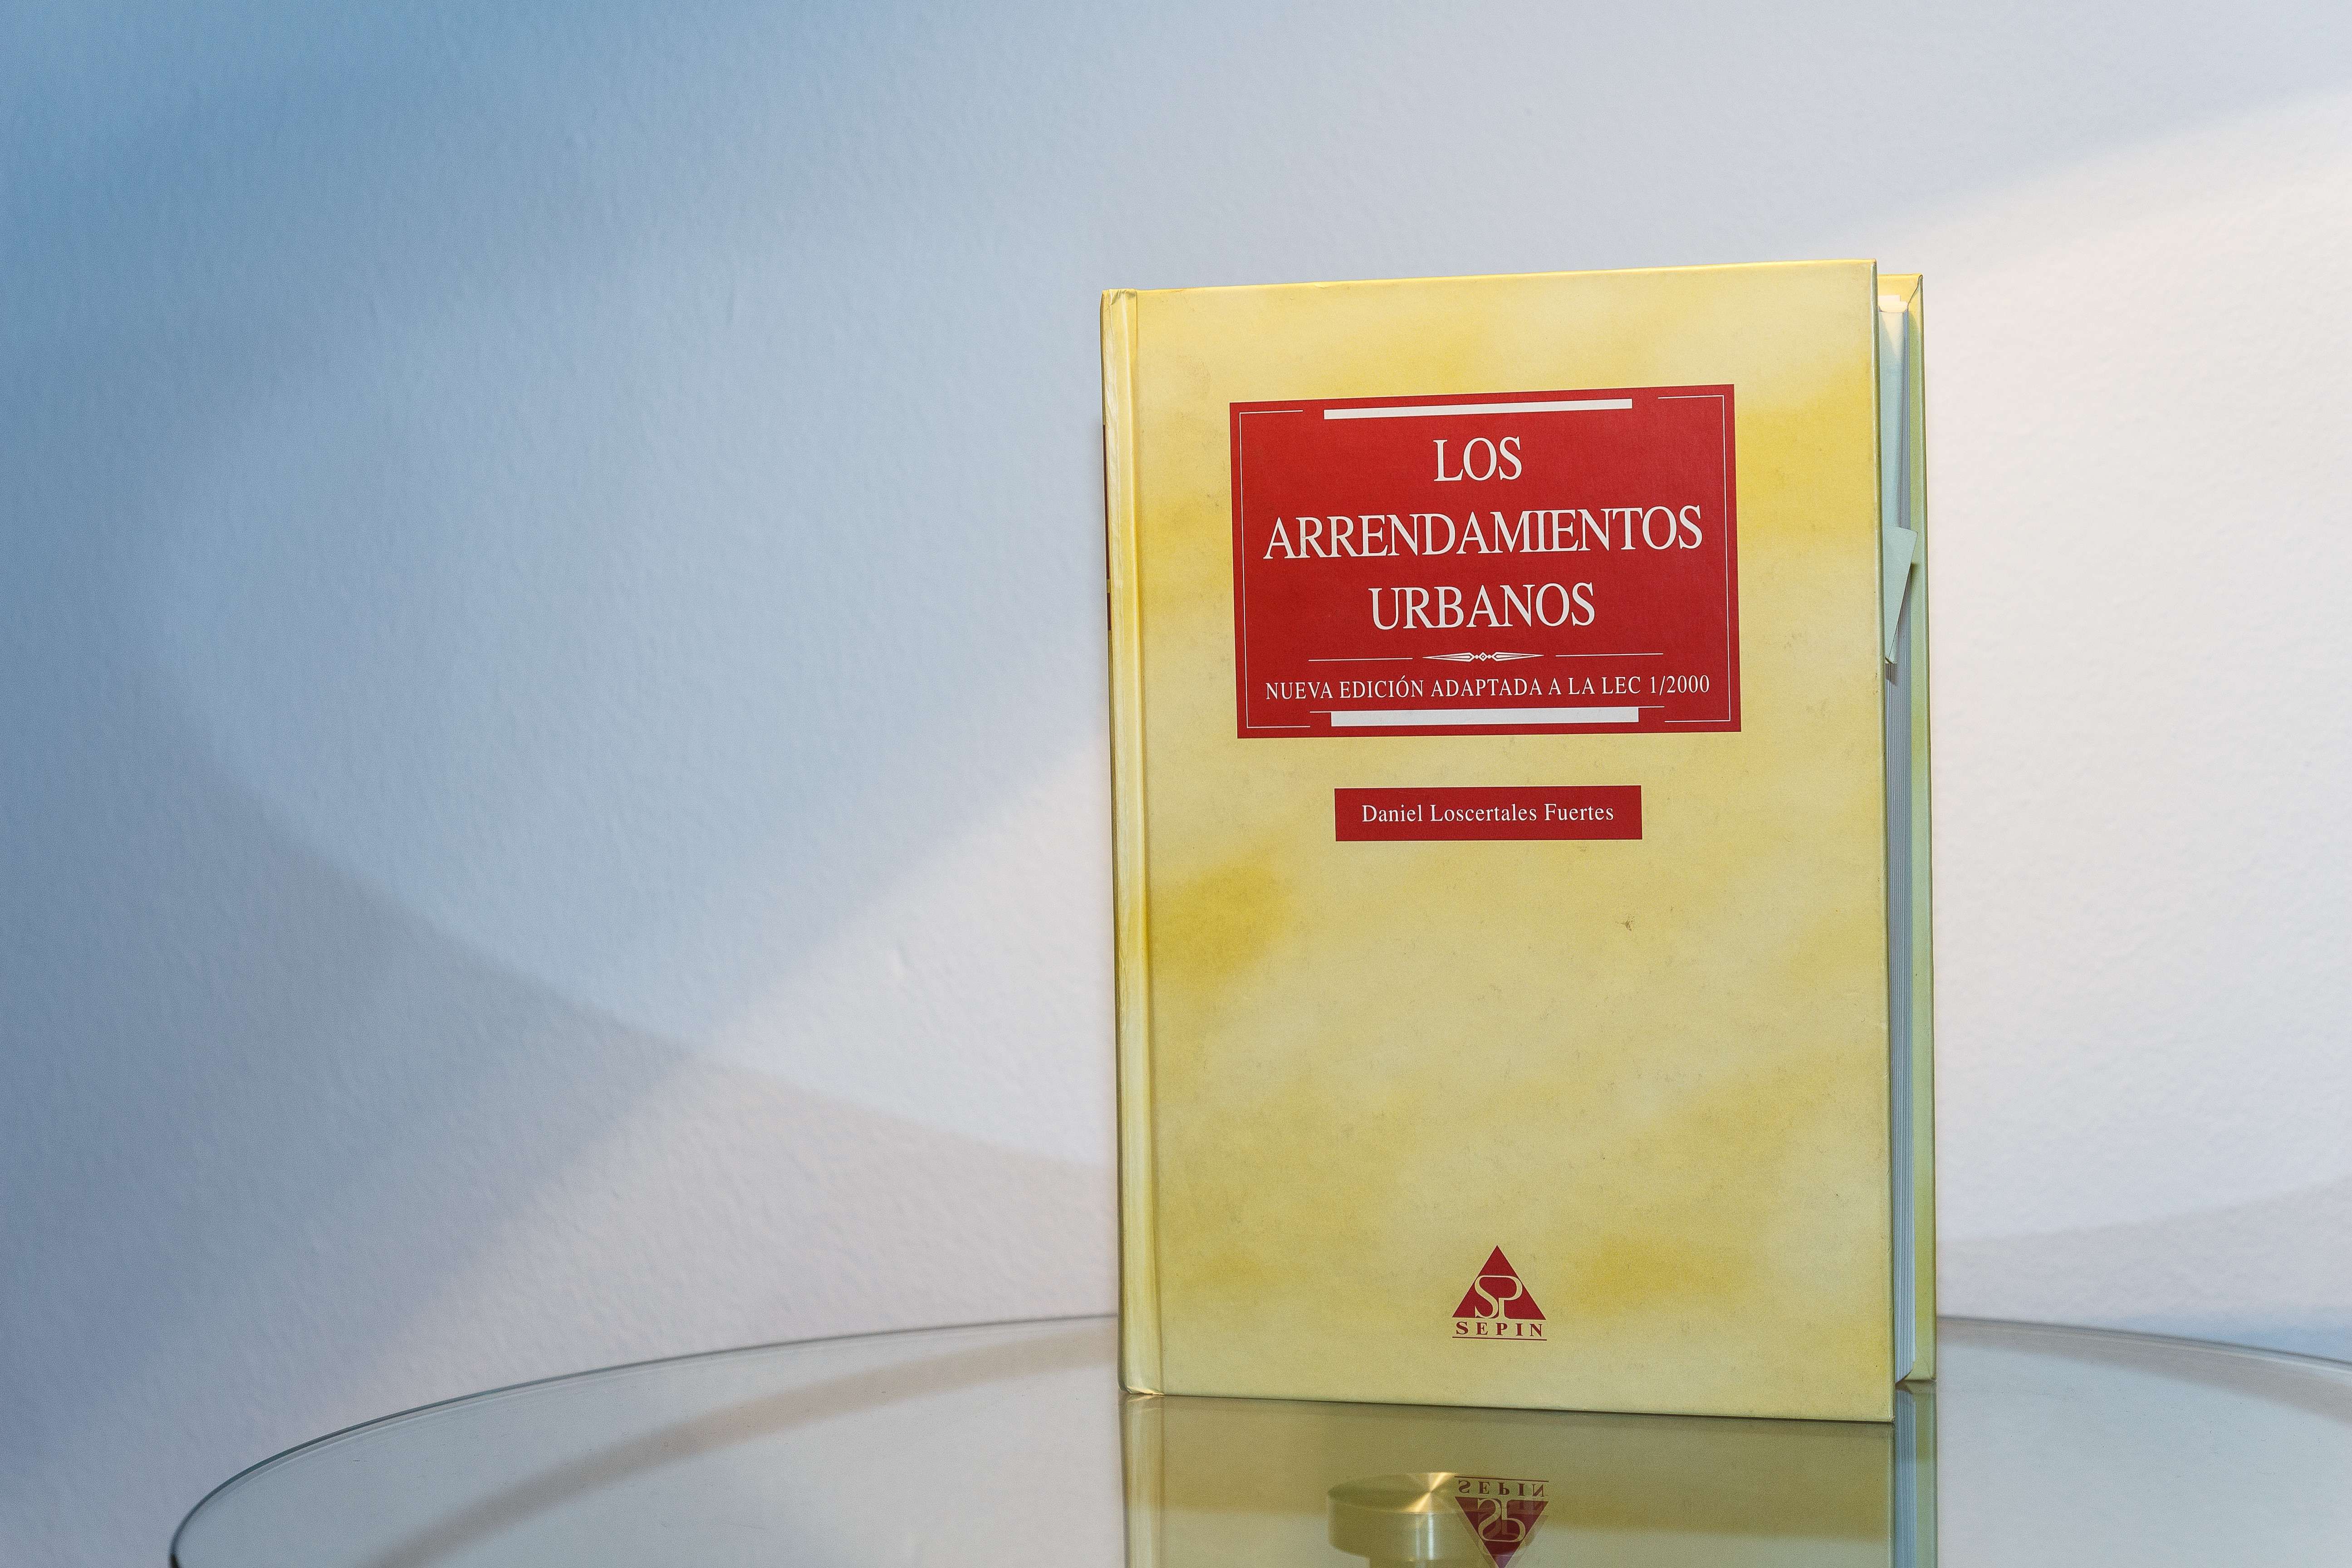 LOS
ARRENDAMIENTOS
URBANOS
NUEVA EDICIÓN ADAPTADA A LA LEC 1/2000
Daniel Loscertales Fuertes
SP
SEPIN